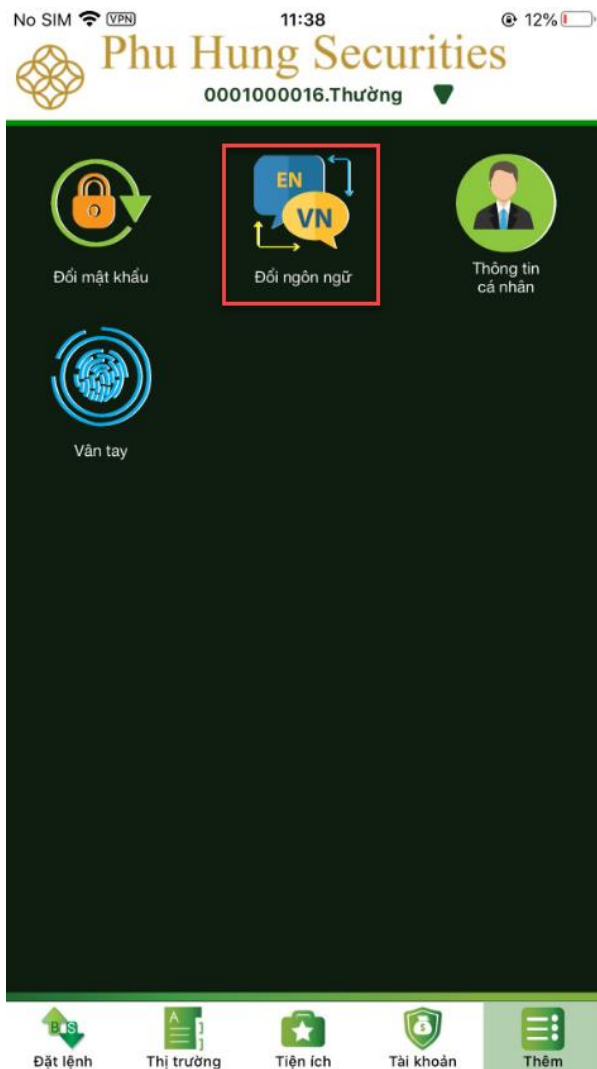 No SIM VPN 11:38 12%
Phu Hung Securities
0001000016.Thường
EN
VN
Đổi mật khẩu Đổi ngôn ngữ Thông tin
cá nhân
Vân tay
B S A $
Đặt lệnh Thị trường Tiện ích Tài khoản Thêm